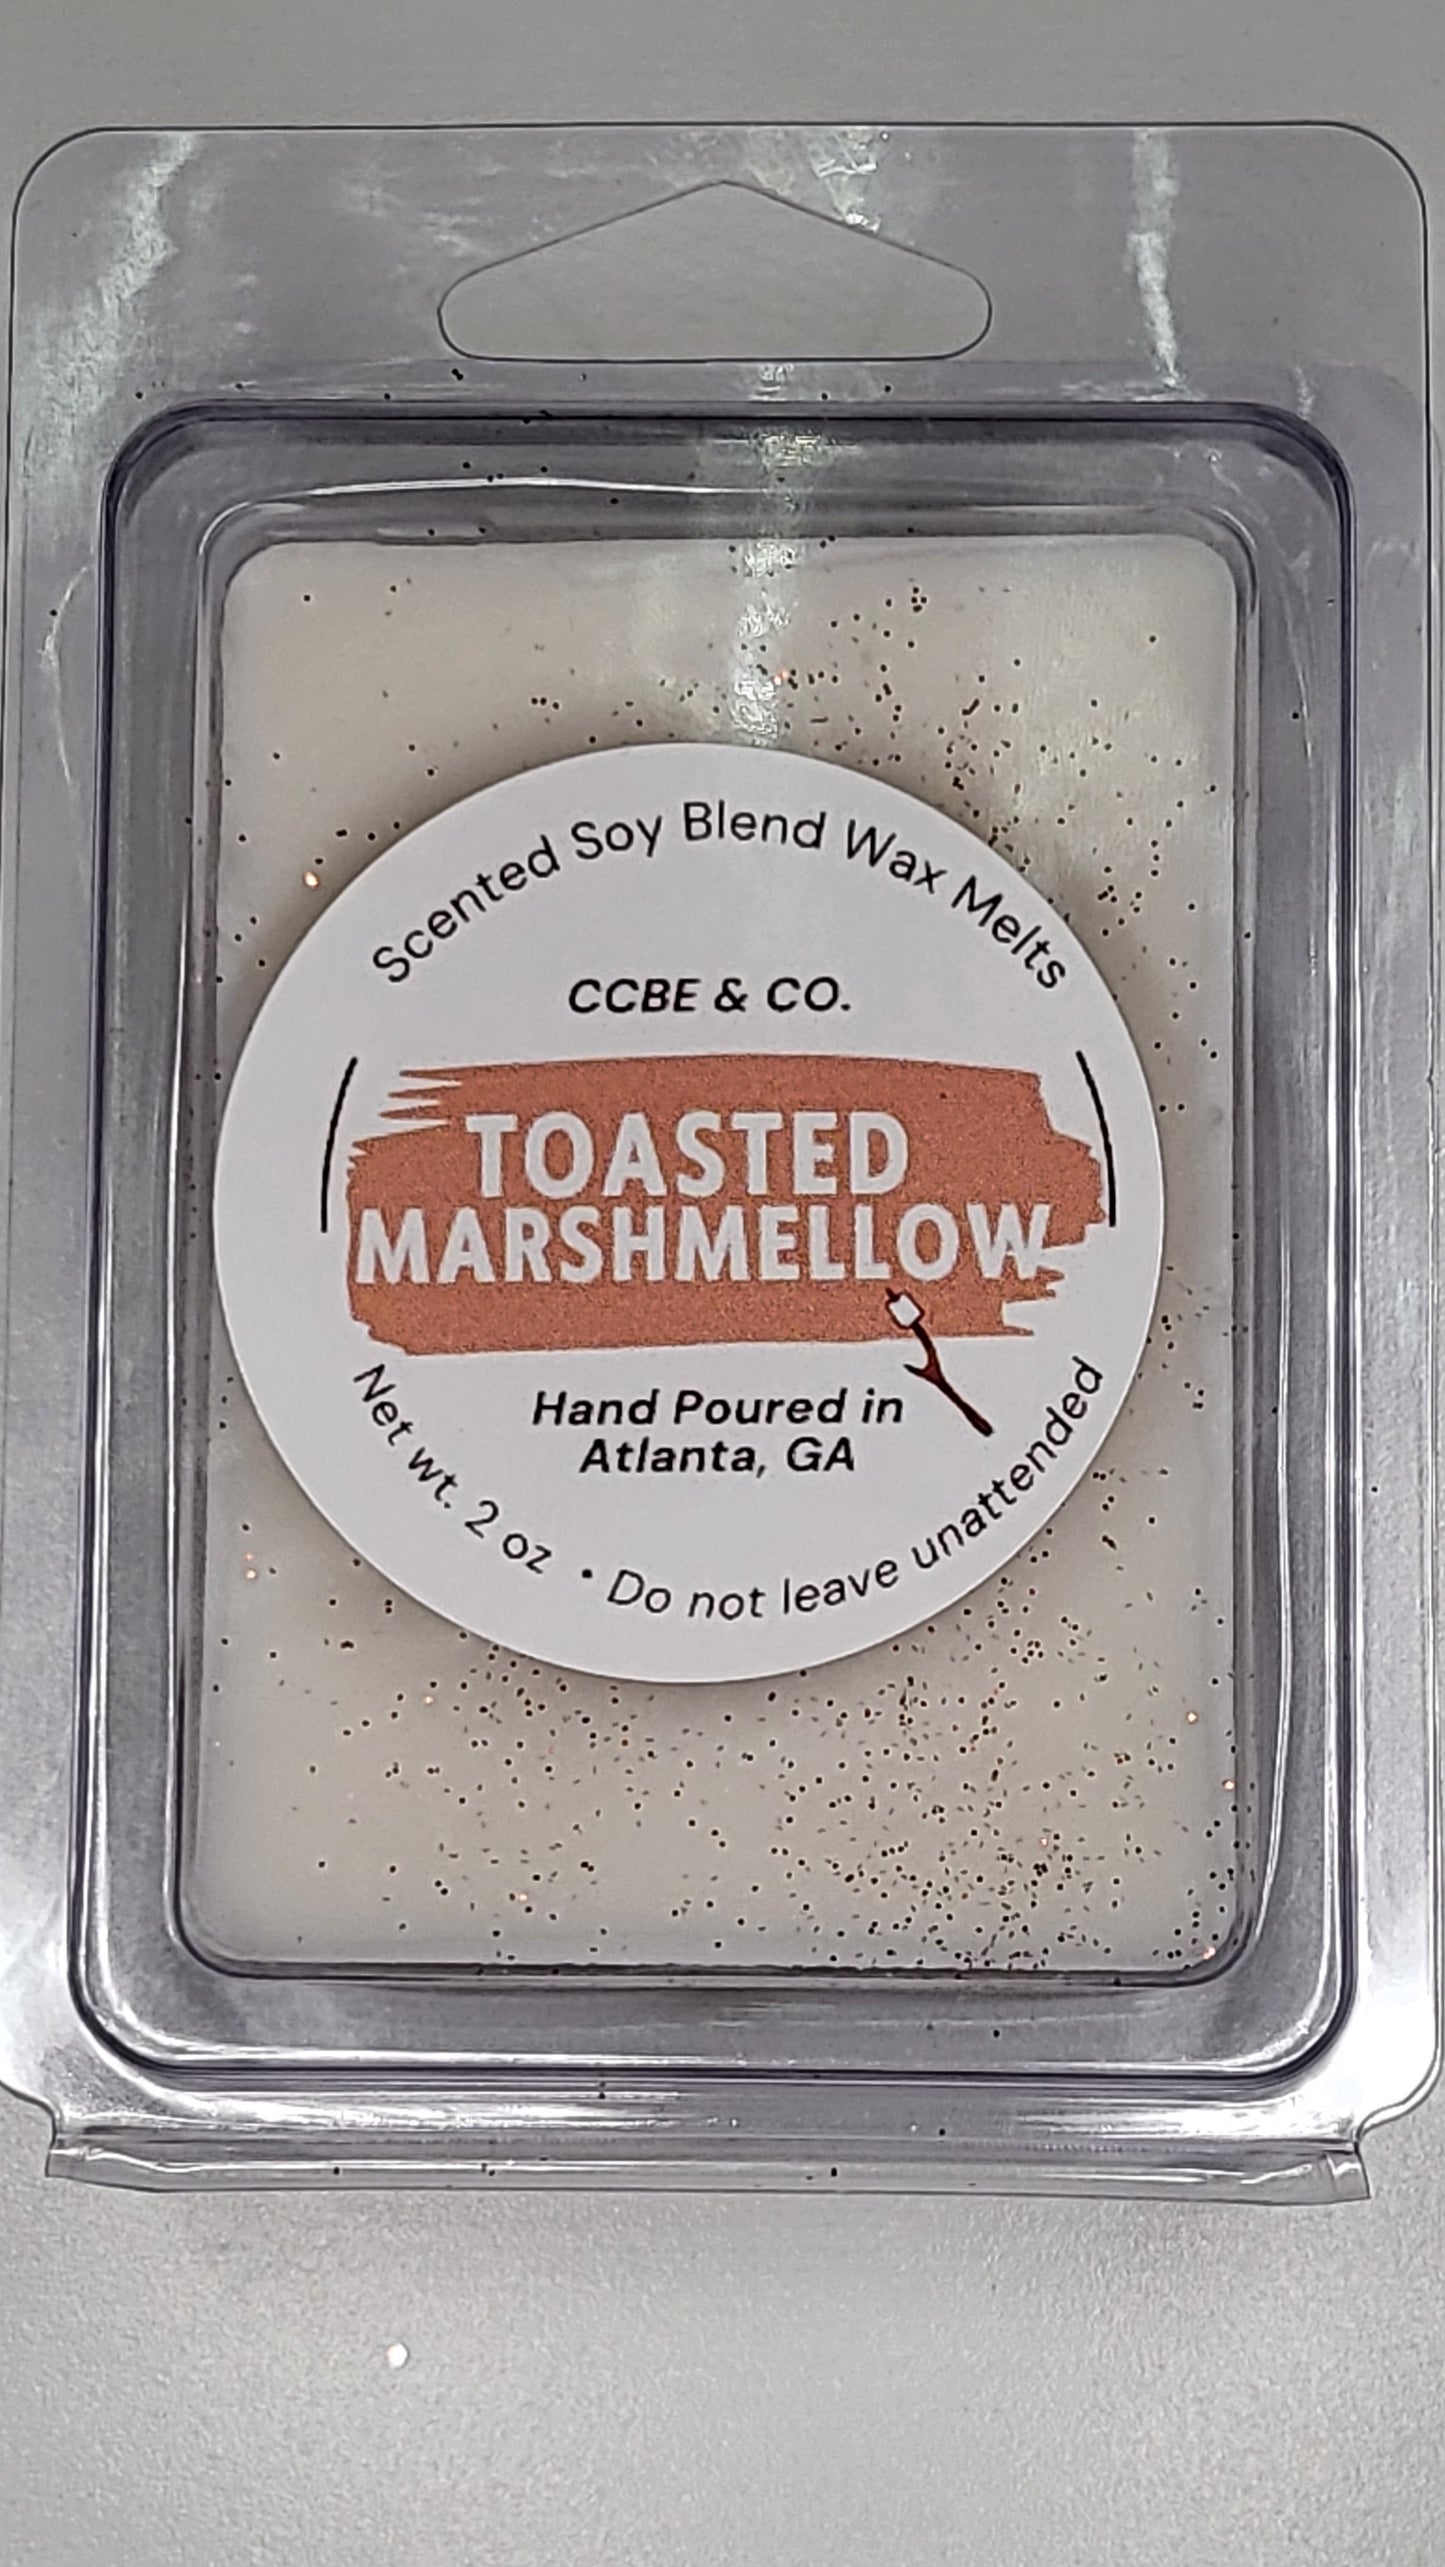 Scented Soy Blend Wax Melts
CCBE & CO.
TOASTED
MARSHMELLOW
Hand Poured in
Atlanta, GA
Net wt. 2 oz • Do not leave unattended